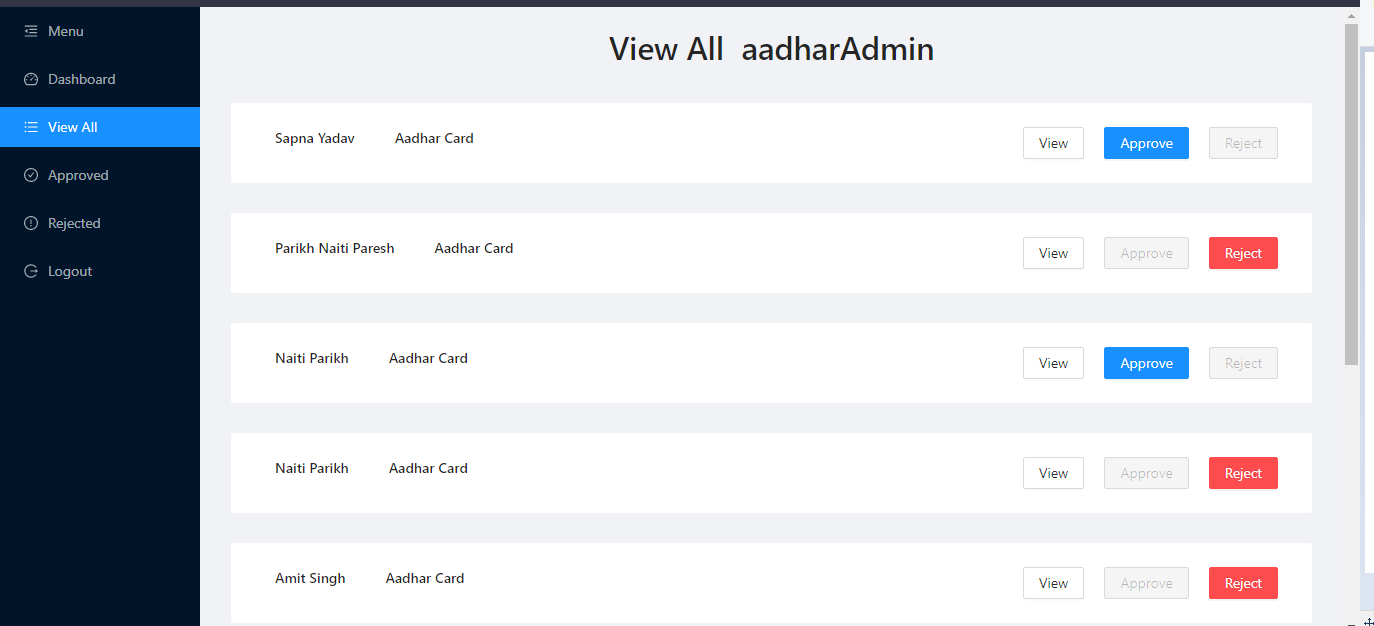 Menu
Dashboard
View All
Approved
Rejected
Logout
View All aadharAdmin
Sapna Yadav Aadhar Card View Approve Reject
Parikh Naiti Paresh Aadhar Card View Approve Reject
Naiti Parikh Aadhar Card View Approve Reject
Naiti Parikh Aadhar Card View Approve Reject
Amit Singh Aadhar Card View Approve Reject